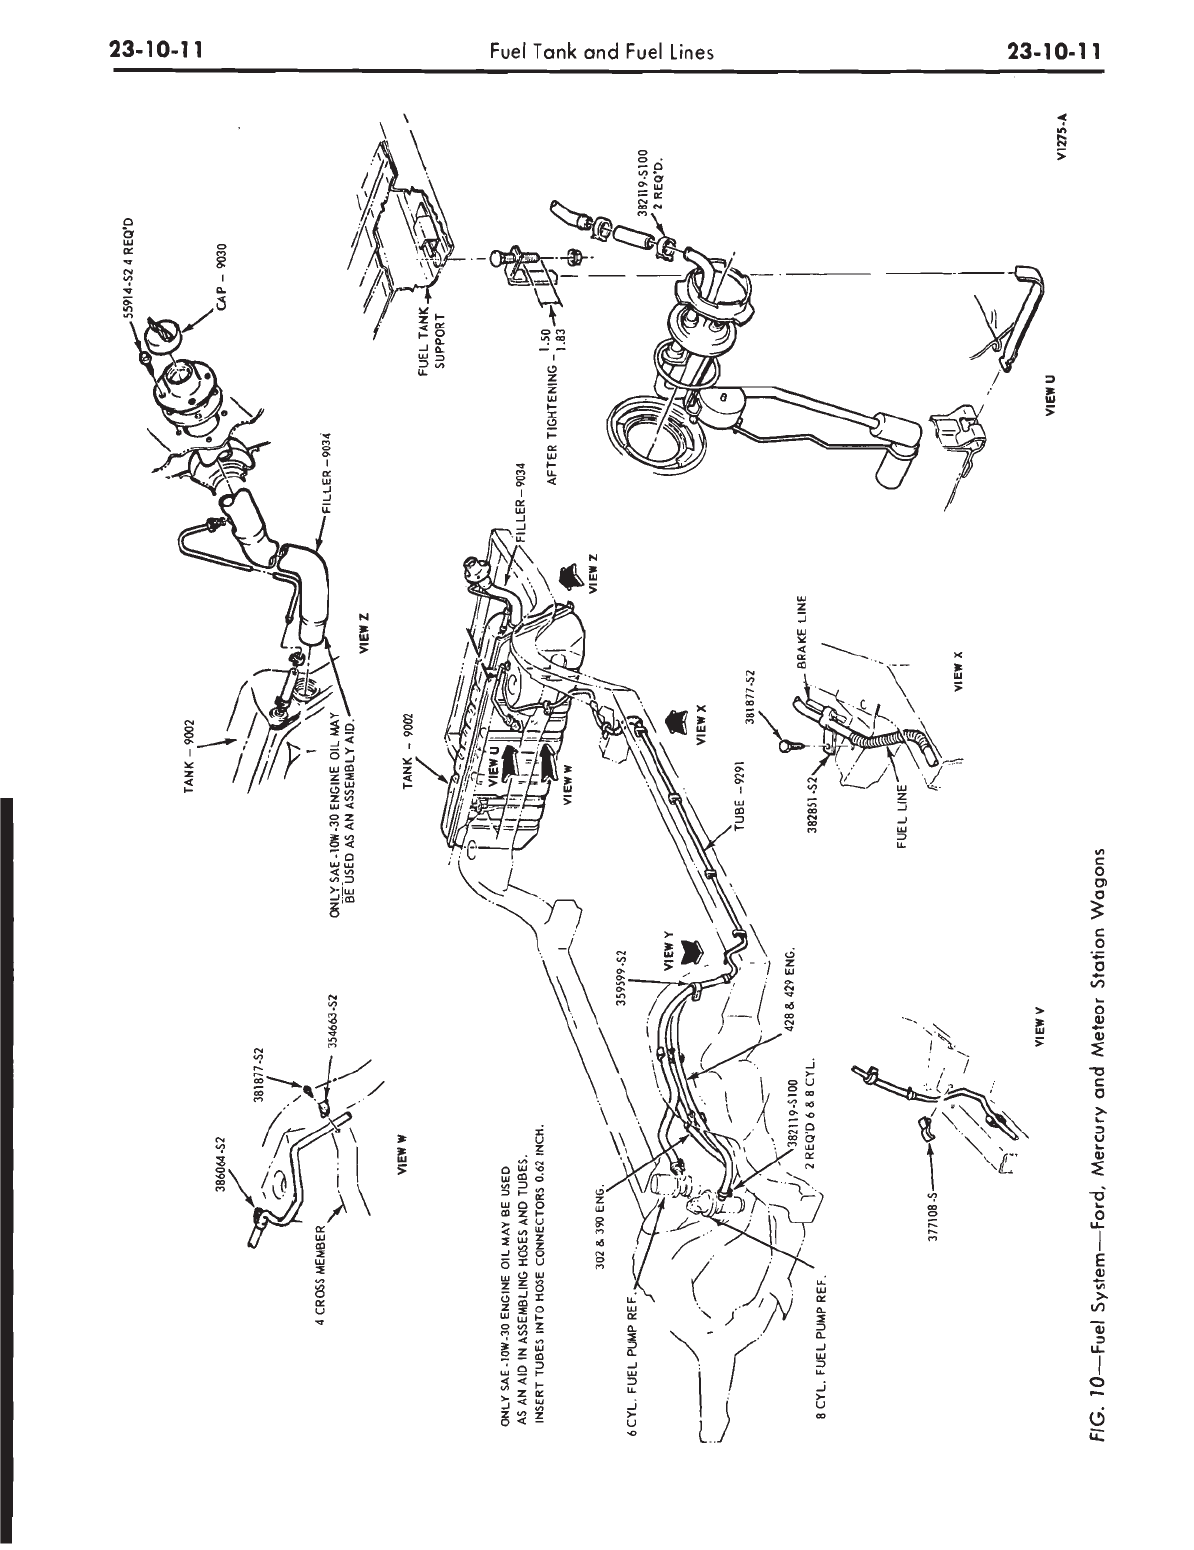 23-10-11
Fuel Tank and Fuel Lines
23-10-11
55914-S2 4 REQ'D
CAP – 9030
FILLER – 9034
TANK – 9002
ONLY SAE-10W-30 ENGINE OIL MAY
BE USED AS AN ASSEMBLY AID.
VIEW Z
386064-S2
381877-S2
354663-S2
4 CROSS MEMBER
VIEW W
FUEL TANK
SUPPORT
AFTER TIGHTENING – 1.50
1.83
382119-S100
2 REQ'D.
VIEW U
V1275-A
TANK – 9002
FILLER – 9034
VIEW Z
VIEW U
VIEW W
VIEW X
TUBE – 9291
VIEW Y
359599-S2
428 & 429 ENG.
382119-S100
2 REQ'D 6 & 8 CYL.
302 & 390 ENG.
ONLY SAE-10W-30 ENGINE OIL MAY BE USED
AS AN AID IN ASSEMBLING HOSES AND TUBES.
INSERT TUBES INTO HOSE CONNECTORS 0.62 INCH.
6 CYL. FUEL PUMP REF.
8 CYL. FUEL PUMP REF.
381877-S2
BRAKE LINE
382851-S2
FUEL LINE
VIEW X
377108-S
VIEW V
FIG. 10—Fuel System—Ford, Mercury and Meteor Station Wagons